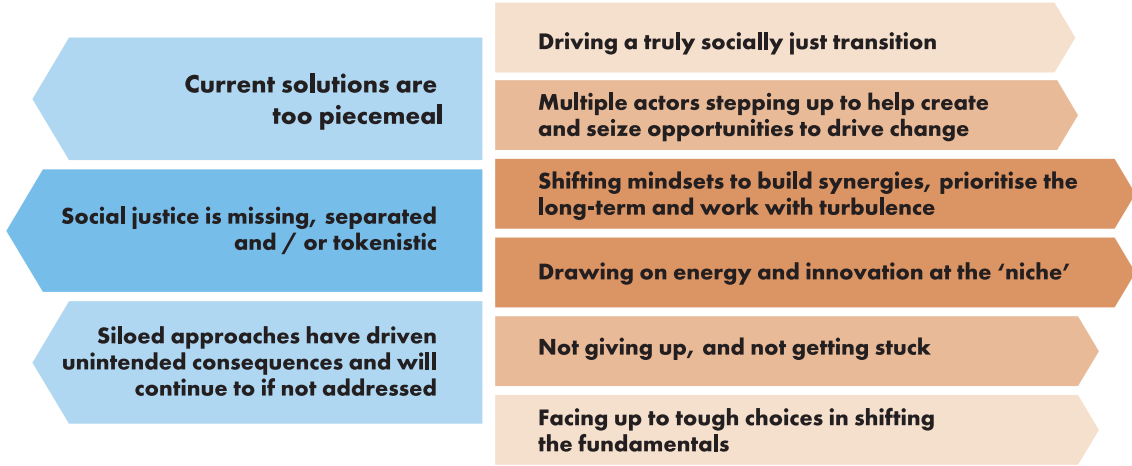 Current solutions are
too piecemeal
Social justice is missing, separated
and / or tokenistic
Siloed approaches have driven
unintended consequences and will
continue to if not addressed
Driving a truly socially just transition
Multiple actors stepping up to help create
and seize opportunities to drive change
Shifting mindsets to build synergies, prioritise the
long-term and work with turbulence
Drawing on energy and innovation at the ‘niche’
Not giving up, and not getting stuck
Facing up to tough choices in shifting
the fundamentals